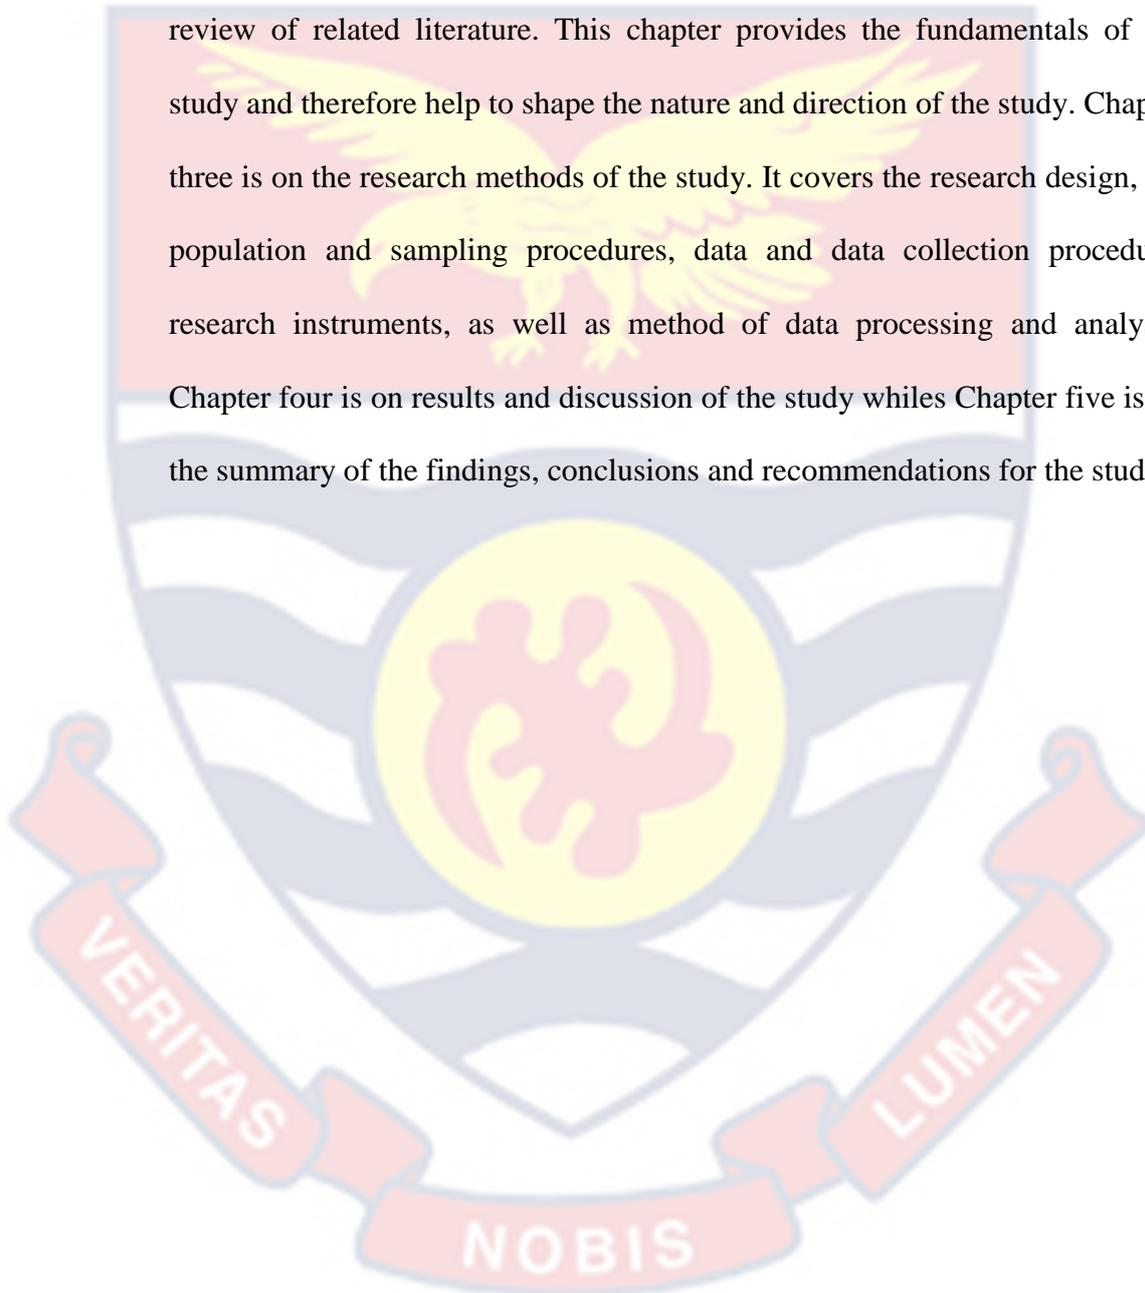 review of related literature. This chapter provides the fundamentals of
study and therefore help to shape the nature and direction of the study. Chap
three is on the research methods of the study. It covers the research design,
population and sampling procedures, data and data collection procedu
research instruments, as well as method of data processing and analy
Chapter four is on results and discussion of the study whiles Chapter five is
the summary of the findings, conclusions and recommendations for the stud
VERITAS
NOBIS
LUMEN